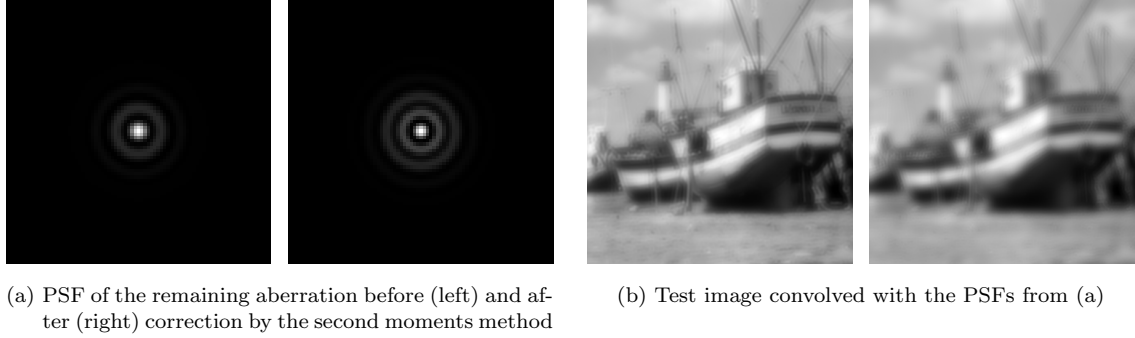 (a) PSF of the remaining aberration before (left) and af-
ter (right) correction by the second moments method
(b) Test image convolved with the PSFs from (a)